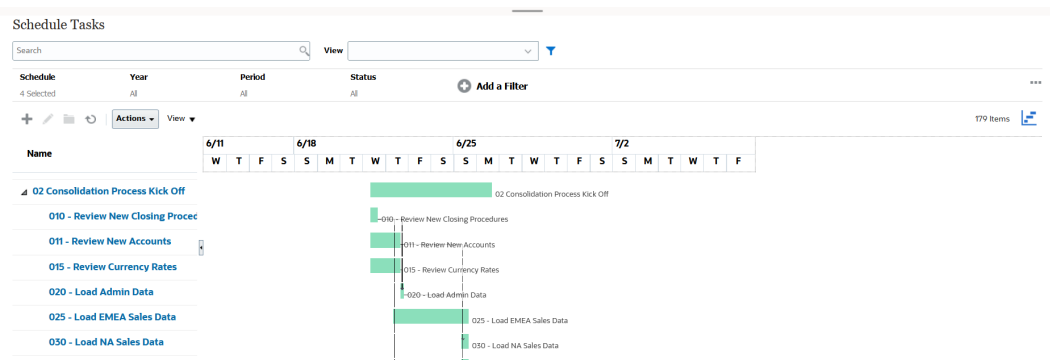 Schedule Tasks
Search View
Schedule Year Period Status
4 Selected All All All
Add a Filter
Actions View 179 Items
6/11 6/18 6/25 7/2
Name
W T F S S M T W T F S S M T W T F S S M T W T F
02 Consolidation Process Kick Off 02 Consolidation Process Kick Off
010 - Review New Closing Proced 010 - Review New Closing Procedures
011 - Review New Accounts 011 - Review New Accounts
015 - Review Currency Rates 015 - Review Currency Rates
020 - Load Admin Data 020 - Load Admin Data
025 - Load EMEA Sales Data 025 - Load EMEA Sales Data
030 - Load NA Sales Data 030 - Load NA Sales Data